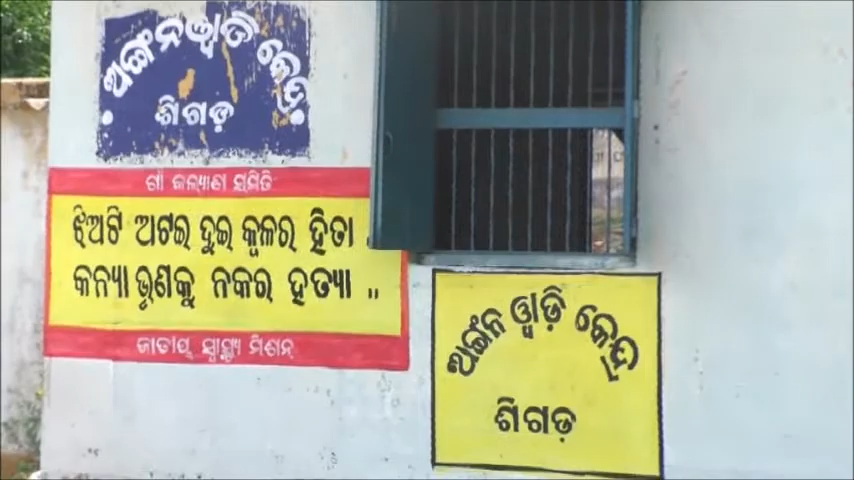 ଅଙ୍ଗନୱାଡି କେନ୍ଦ୍ର
ଶିଗଡ଼
ଗାଁ କଲ୍ୟାଣ ସମିତି
ଝିଅଟି ଅଟଇ ଦୁଇ କୁଳର ହିତା
କନ୍ୟା ଭୃଣକୁ ନକର ହତ୍ୟା ..
ଜାତୀୟ ସ୍ୱାସ୍ଥ୍ୟ ମିଶନ୍
ଅଙ୍ଗନ ୱାଡ଼ି କେନ୍ଦ୍ର
ଶିଗଡ଼